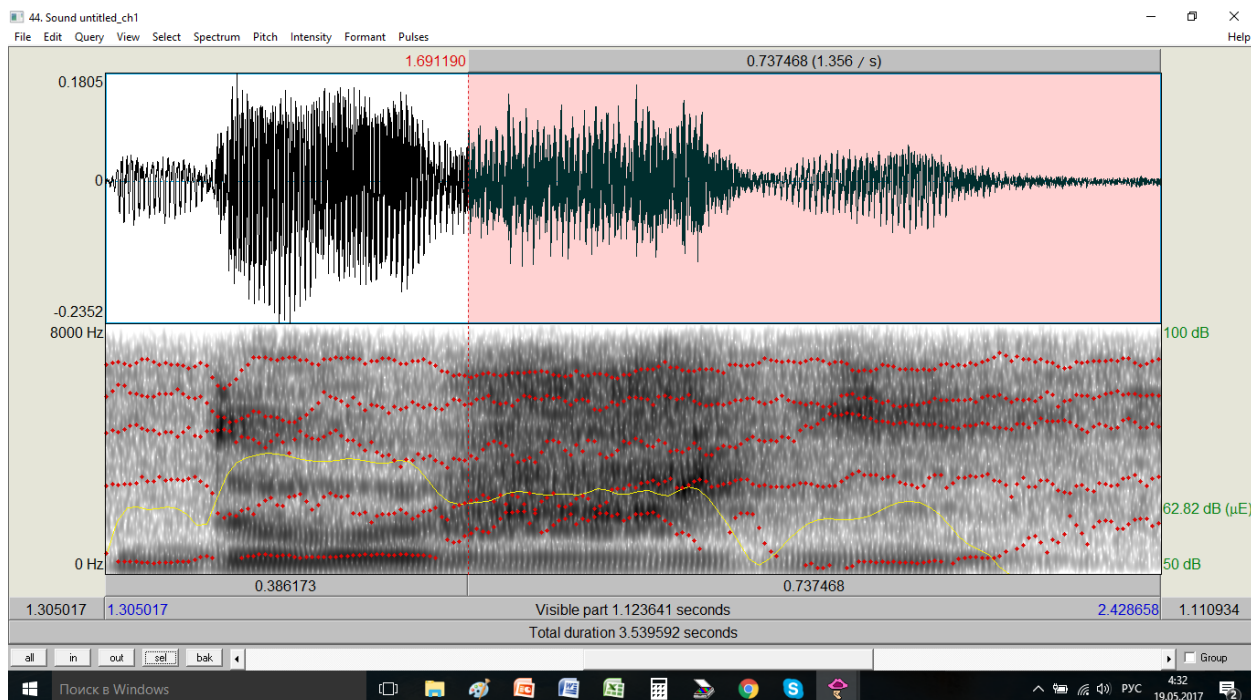 44. Sound untitled_ch1
File Edit Query View Select Spectrum Pitch Intensity Formant Pulses Help
1.691190 0.737468 (1.356 / s)
0.1805
0
-0.2352
8000 Hz 100 dB
62.82 dB (µE)
0 Hz 50 dB
0.386173 0.737468
1.305017 1.305017 Visible part 1.123641 seconds 2.428658 1.110934
Total duration 3.539592 seconds
all in out sel bak Group
Поиск в Windows РУС 4:32
19.05.2017 2